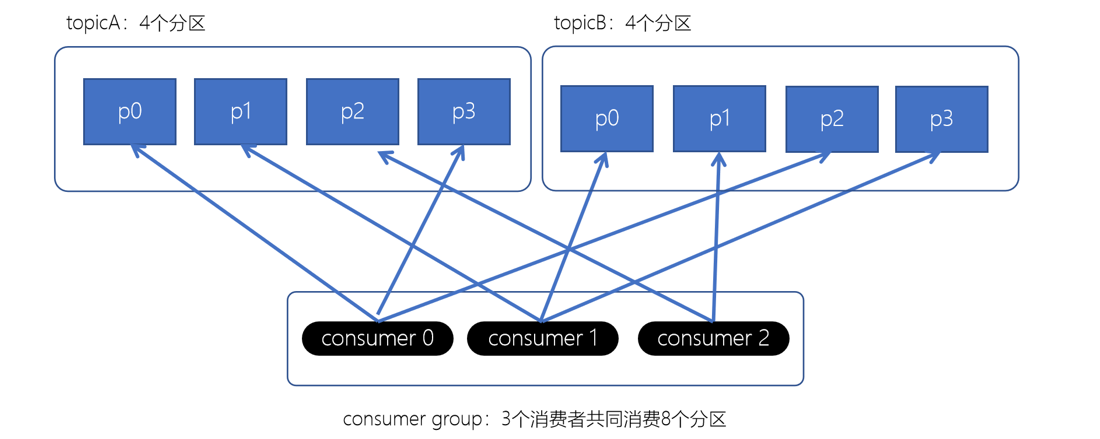 topicA：4个分区
topicB：4个分区
p0
p1
p2
p3
p0
p1
p2
p3
consumer 0
consumer 1
consumer 2
consumer group：3个消费者共同消费8个分区